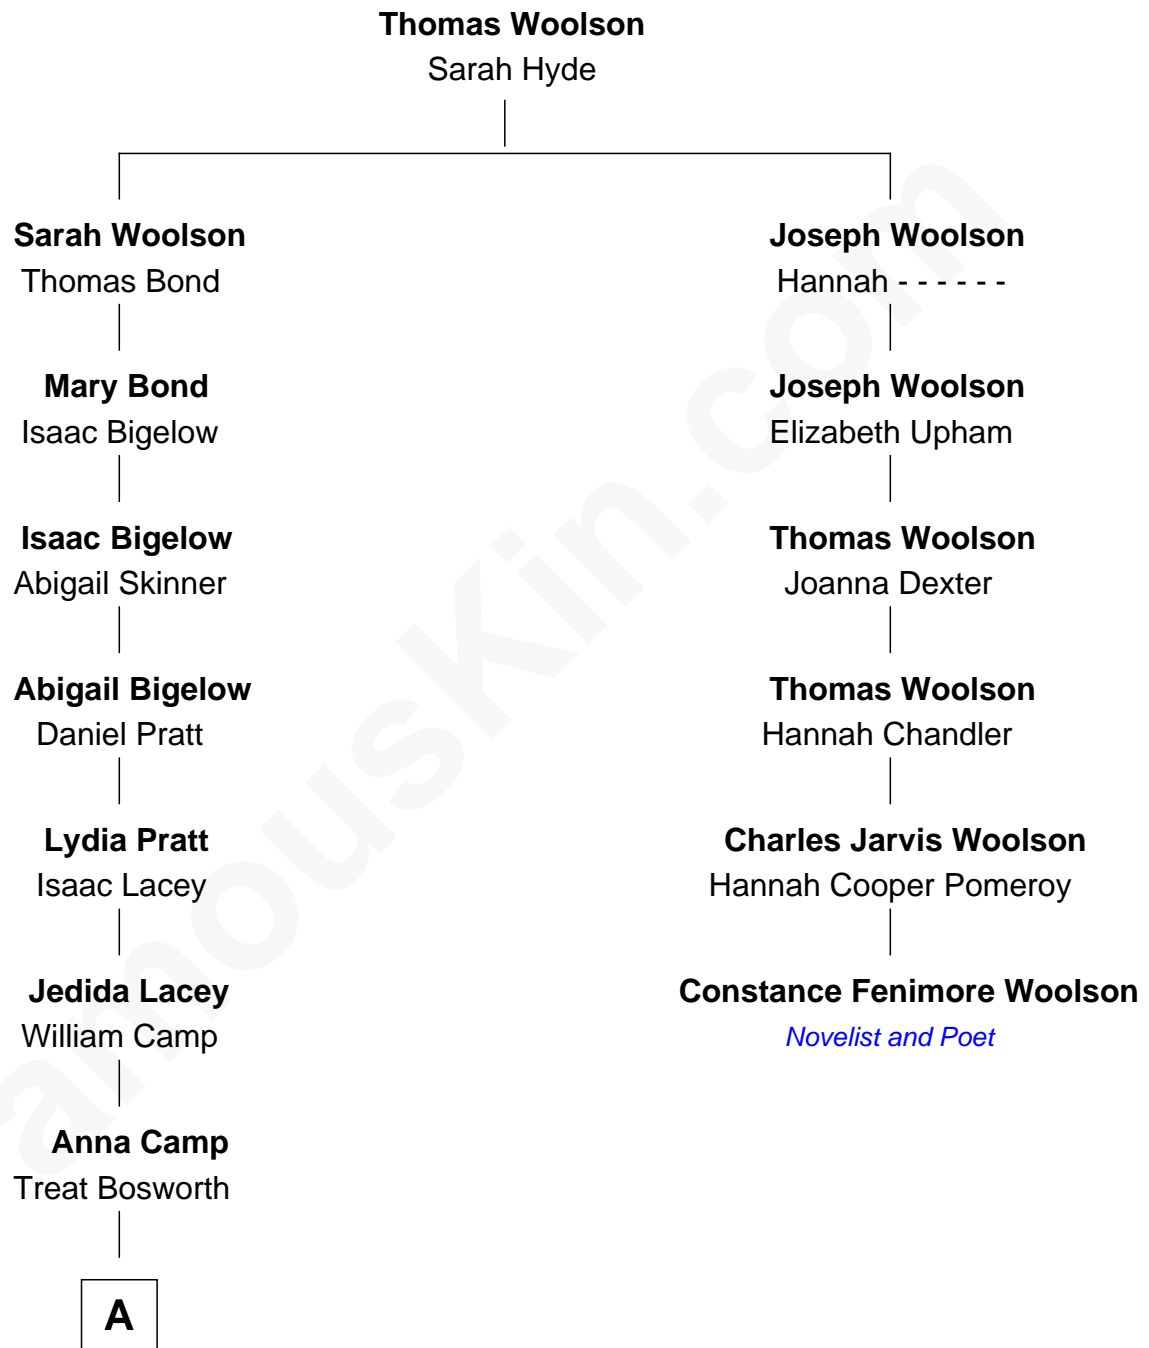 Thomas Woolson
Sarah Hyde
Sarah Woolson
Thomas Bond
Mary Bond
Isaac Bigelow
Isaac Bigelow
Abigail Skinner
Abigail Bigelow
Daniel Pratt
Lydia Pratt
Isaac Lacey
Jedida Lacey
William Camp
Anna Camp
Treat Bosworth
A
Joseph Woolson
Hannah - - - - - -
Joseph Woolson
Elizabeth Upham
Thomas Woolson
Joanna Dexter
Thomas Woolson
Hannah Chandler
Charles Jarvis Woolson
Hannah Cooper Pomeroy
Constance Fenimore Woolson
Novelist and Poet
amousKin.com